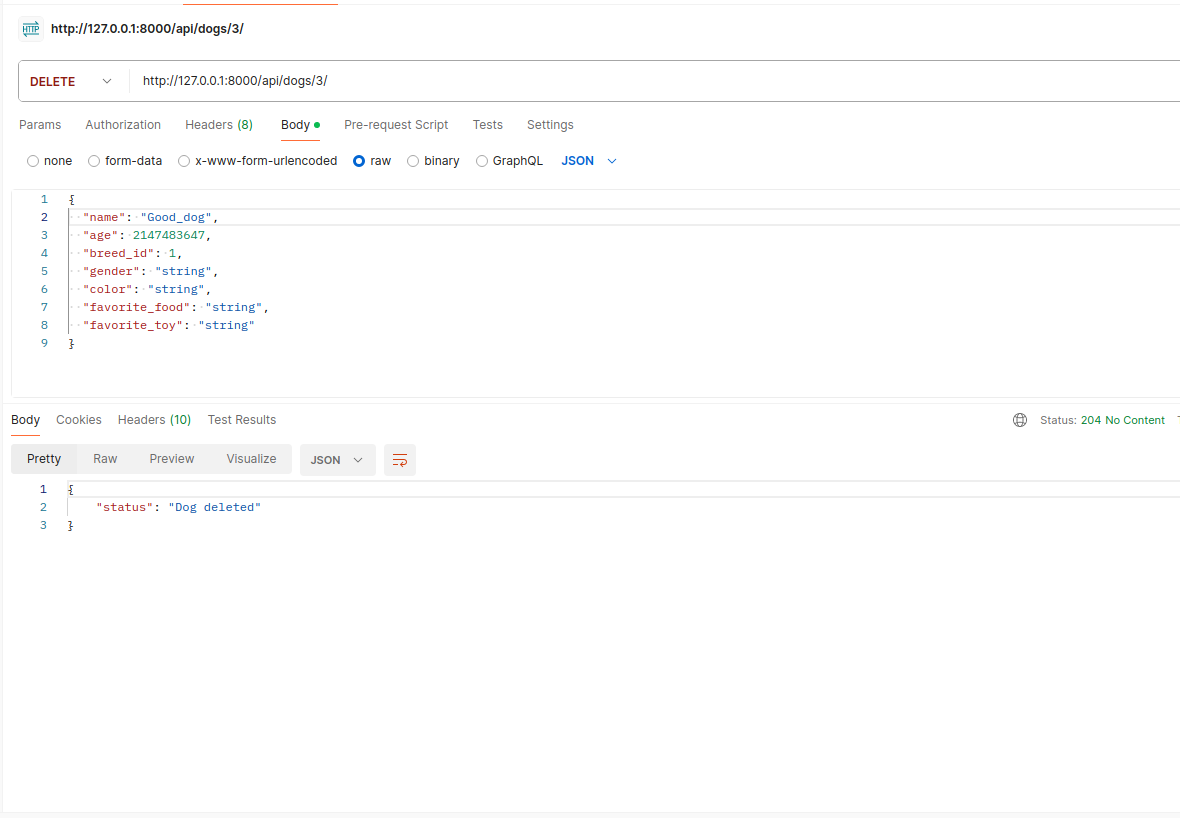 HTTP http://127.0.0.1:8000/api/dogs/3/
DELETE http://127.0.0.1:8000/api/dogs/3/
Params Authorization Headers (8) Body Pre-request Script Tests Settings
none form-data x-www-form-urlencoded raw binary GraphQL JSON
1 {
2 "name": "Good_dog",
3 "age": 2147483647,
4 "breed_id": 1,
5 "gender": "string",
6 "color": "string",
7 "favorite_food": "string",
8 "favorite_toy": "string"
9 }
Body Cookies Headers (10) Test Results Status: 204 No Content
Pretty Raw Preview Visualize JSON
1 {
2 "status": "Dog deleted"
3 }